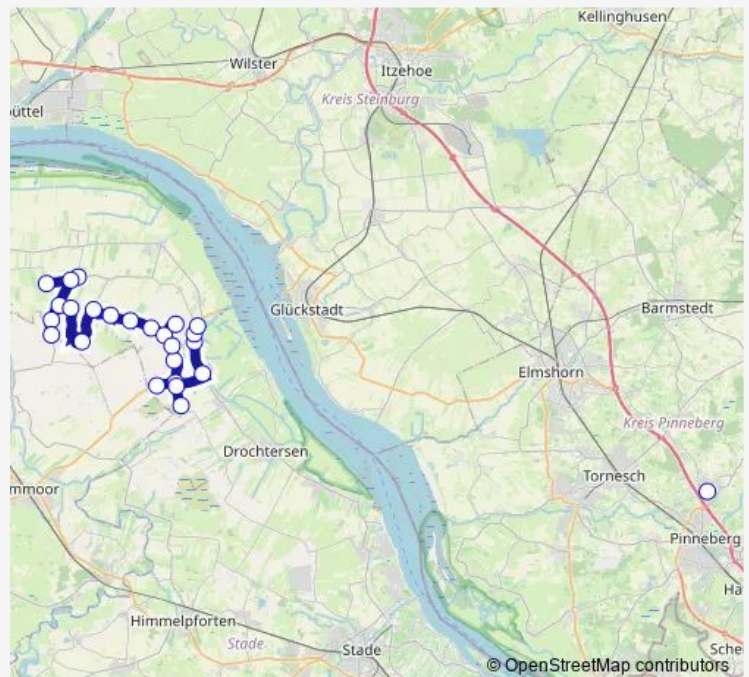 Kellinghusen
Wilster
Itzehoe
Kreis Steinburg
büttel
Glückstadt
Barmstedt
Elmshorn
Kreis Pinneberg
Drochtersen
Tornesch
mmoor
Pinneberg
Ha
Himmelpforten
Stade
Stade
Sche
© OpenStreetMap contributors